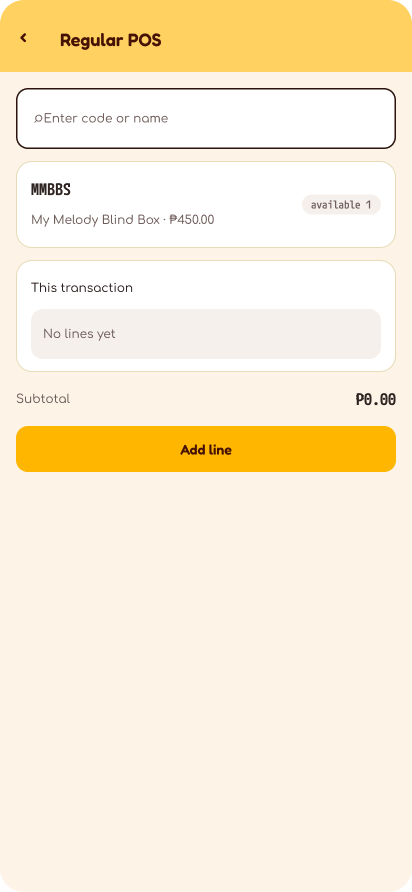 Regular POS
Enter code or name
MMBBS
My Melody Blind Box · ₱450.00
available 1
This transaction
No lines yet
Subtotal
₱0.00
Add line